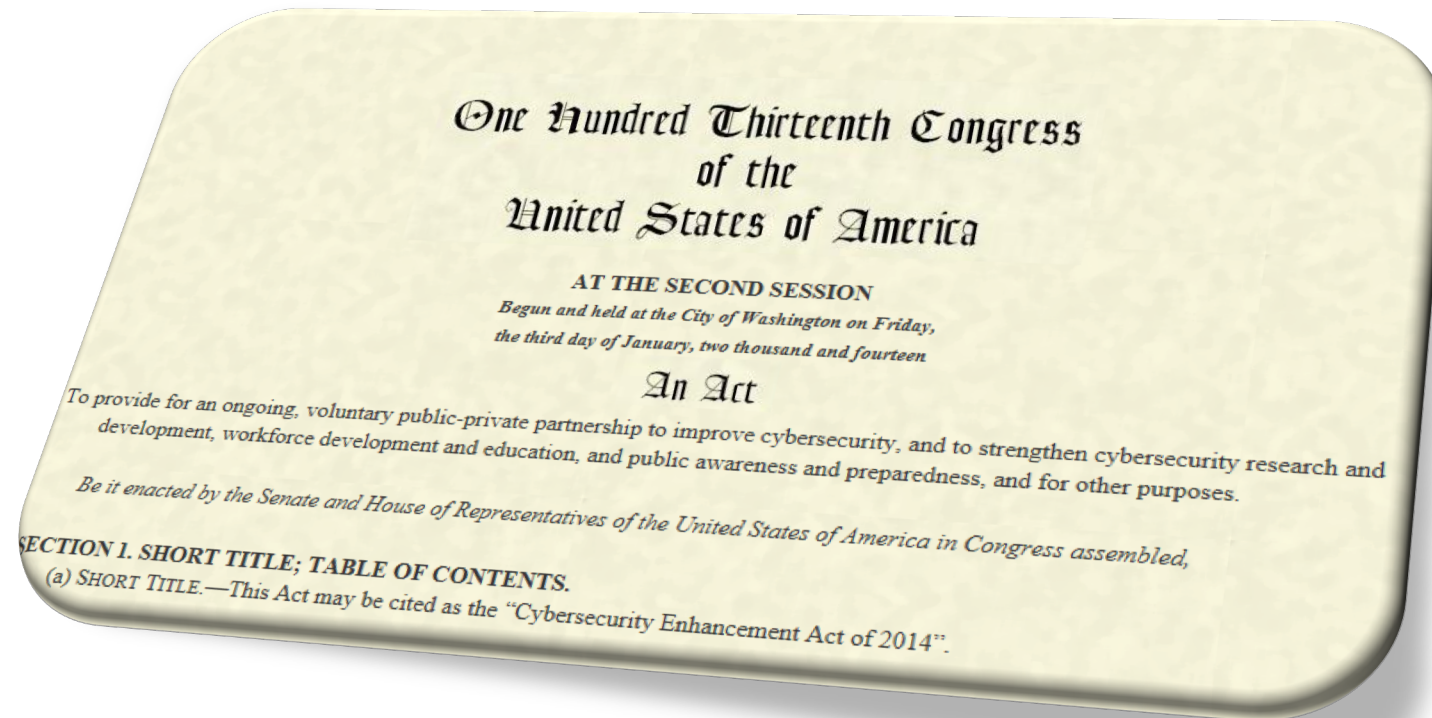 One Hundred Thirteenth Congress
of the
United States of America
AT THE SECOND SESSION
Begun and held at the City of Washington on Friday,
the third day of January, two thousand and fourteen
An Act
To provide for an ongoing, voluntary public-private partnership to improve cybersecurity, and to strengthen cybersecurity research and
development, workforce development and education, and public awareness and preparedness, and for other purposes.
Be it enacted by the Senate and House of Representatives of the United States of America in Congress assembled,
SECTION 1. SHORT TITLE; TABLE OF CONTENTS.
(a) SHORT TITLE.—This Act may be cited as the “Cybersecurity Enhancement Act of 2014”.